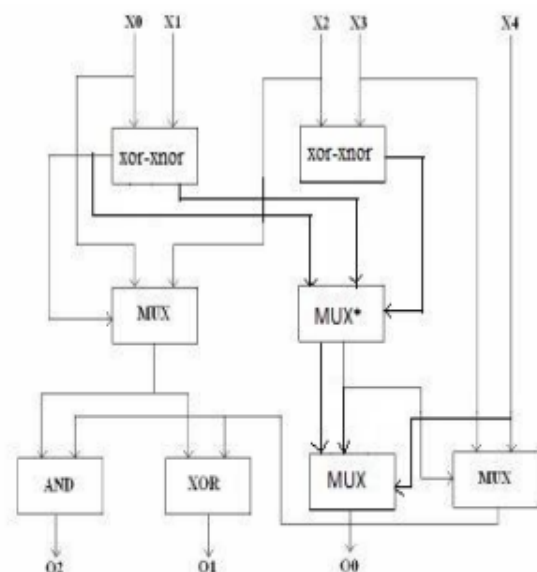 X0 X1 X2 X3 X4
xor-xnor xor-xnor
MUX MUX*
AND XOR MUX MUX
O2 O1 O0